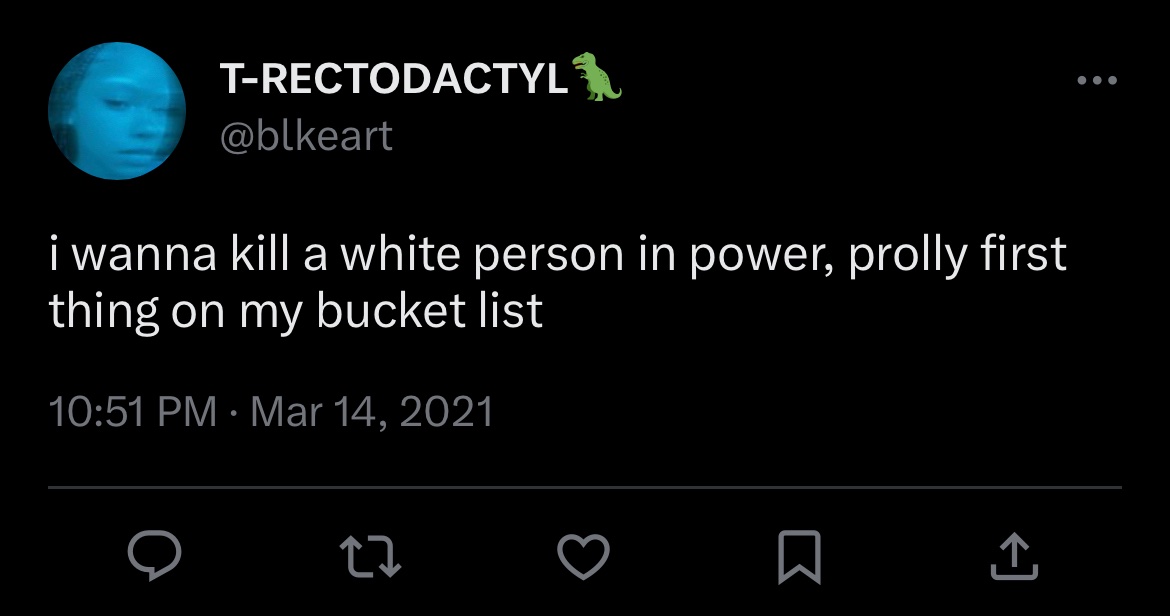 T-RECTODACTYL🦖
@blkeart
i wanna kill a white person in power, prolly first
thing on my bucket list
10:51 PM · Mar 14, 2021